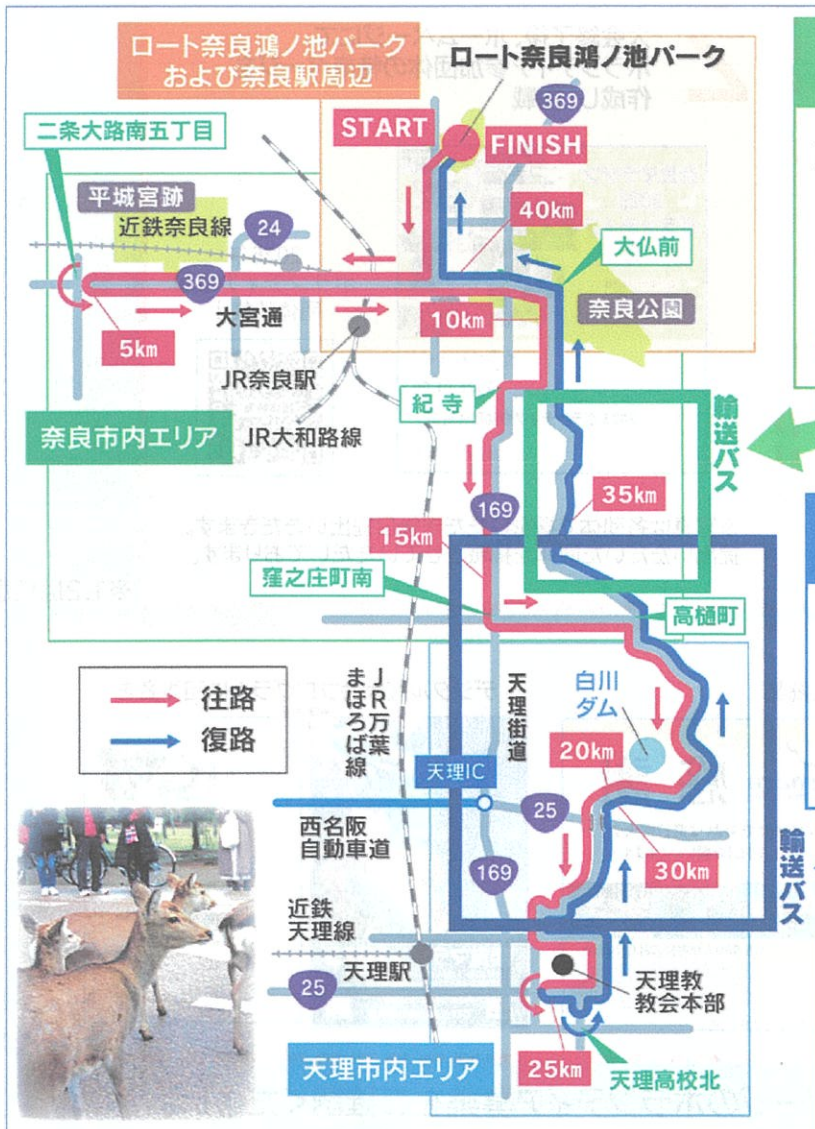 ロート奈良鴻ノ池パーク
および奈良駅周辺
ロート奈良鴻ノ池パーク
369
START
FINISH
二条大路南五丁目
平城宮跡
近鉄奈良線
24
40km
大仏前
369
大宮通
5km
10km
奈良公園
JR奈良駅
紀寺
JR大和路線
奈良市内エリア
輸送バス
35km
169
15km
窪之庄町南
高樋町
往路
復路
JR万葉
まほろば線
天理街道
白川
ダム
20km
天理IC
25
西名阪
自動車道
30km
169
輸送バス
近鉄
天理線
天理駅
25
天理教
教会本部
天理市内エリア
25km
天理高校北